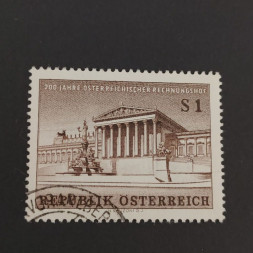 200 JAHRE ÖSTERREICHISCHER RECHNUNGSHOF
S 1
REPUBLIK ÖSTERREICH